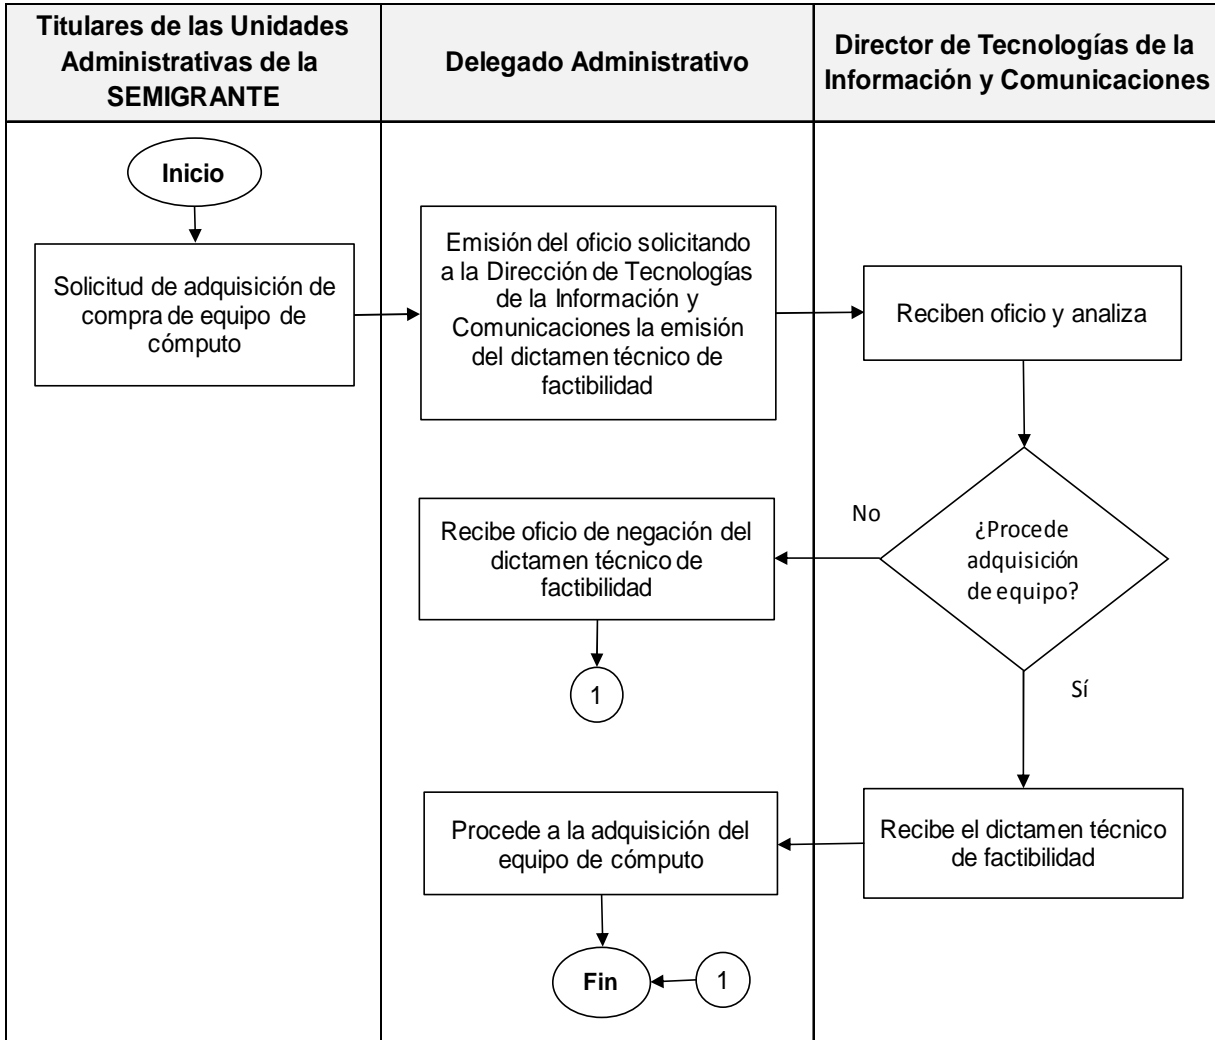 Titulares de las Unidades
Administrativas de la
SEMIGRANTE
Delegado Administrativo
Director de Tecnologías de la
Información y Comunicaciones
Inicio
Solicitud de adquisición de
compra de equipo de
cómputo
Emisión del oficio solicitando
a la Dirección de Tecnologías
de la Información y
Comunicaciones la emisión
del dictamen técnico de
factibilidad
Reciben oficio y analiza
¿Procede
adquisición
de equipo?
No
Sí
Recibe oficio de negación del
dictamen técnico de
factibilidad
1
Recibe el dictamen técnico
de factibilidad
Procede a la adquisición del
equipo de cómputo
Fin
1